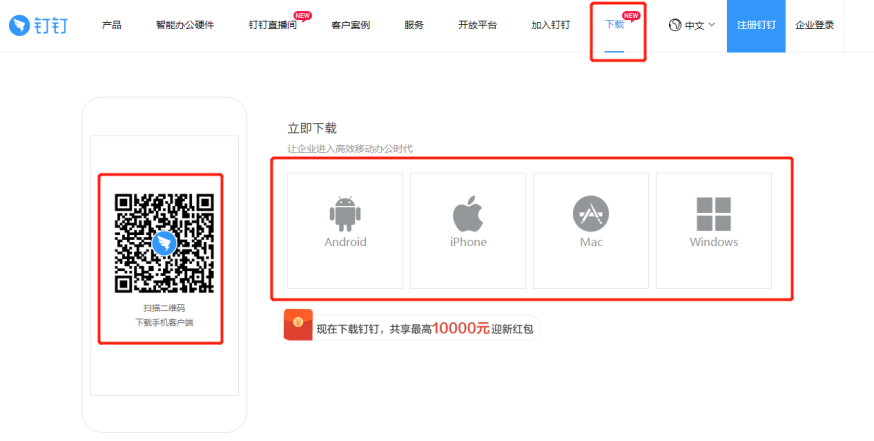 钉钉 产品 智能办公硬件 钉钉直播间 NEW 客户案例 服务 开放平台 加入钉钉 下载 NEW 中文 注册钉钉 企业登录
立即下载
让企业进入高效移动办公时代
Android iPhone Mac Windows
扫描二维码
下载手机客户端
现在下载钉钉，共享最高10000元迎新红包